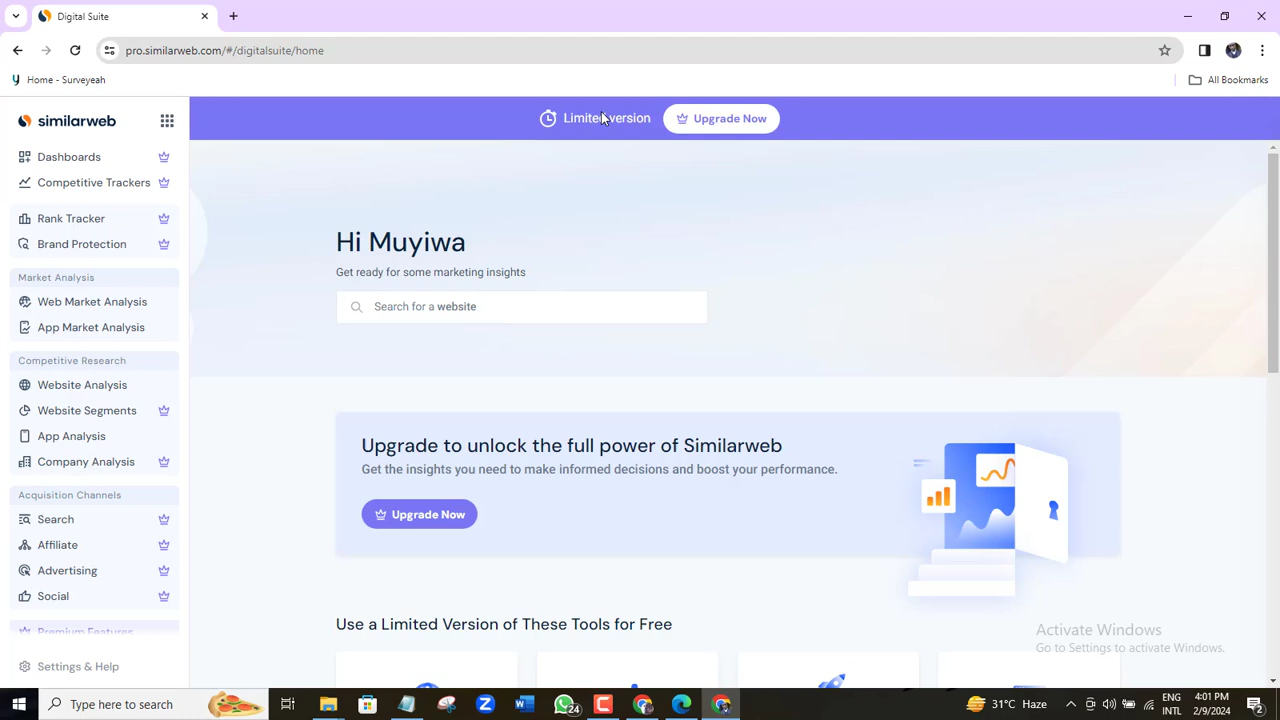 Digital Suite
pro.similarweb.com/#/digitalsuite/home
Home - Surveyeah
All Bookmarks
similarweb
Limited version
Upgrade Now
Dashboards
Competitive Trackers
Rank Tracker
Brand Protection
Market Analysis
Web Market Analysis
App Market Analysis
Competitive Research
Website Analysis
Website Segments
App Analysis
Company Analysis
Acquisition Channels
Search
Affiliate
Advertising
Social
Premium Features
Settings & Help
Hi Muyiwa
Get ready for some marketing insights
Search for a website
Upgrade to unlock the full power of Similarweb
Get the insights you need to make informed decisions and boost your performance.
Upgrade Now
Use a Limited Version of These Tools for Free
Activate Windows
Go to Settings to activate Windows.
Type here to search
24
31°C Haze
ENG
INTL
4:01 PM
2/9/2024
2